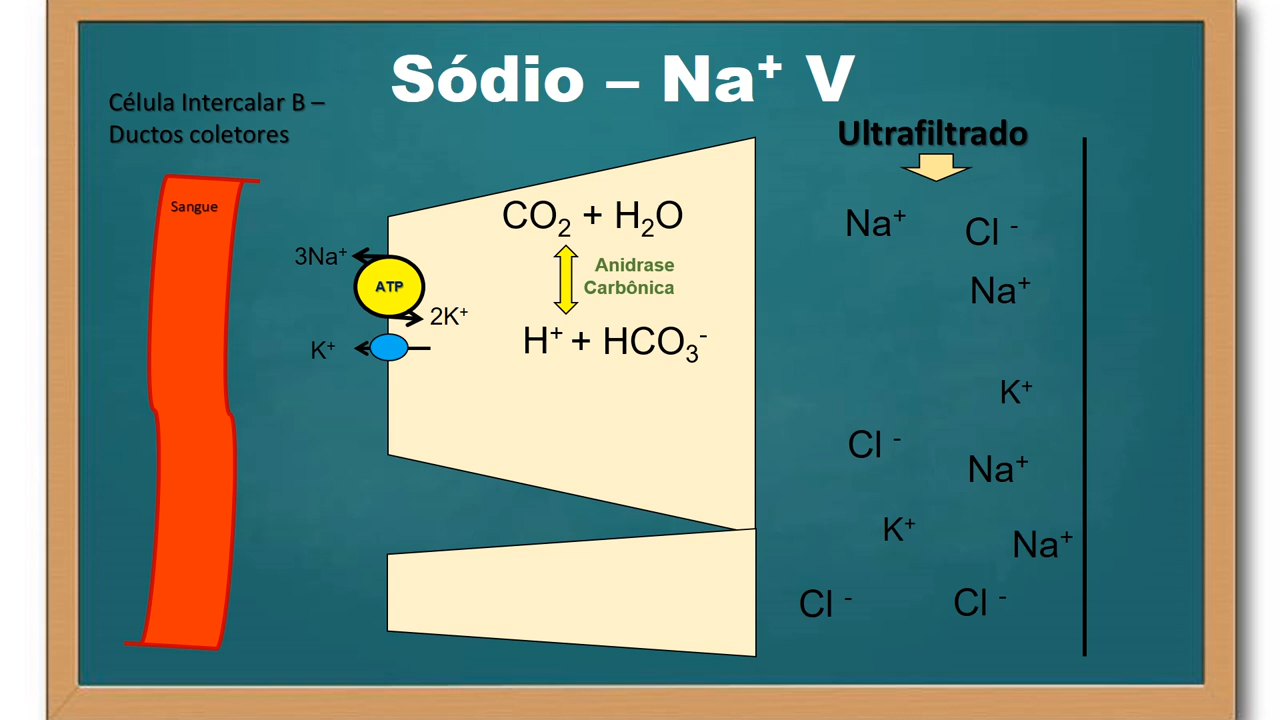 Sódio – Na⁺ V
Célula Intercalar B –
Ductos coletores
Ultrafiltrado
Sangue
CO₂ + H₂O
Na⁺
Cl ⁻
3Na⁺
Anidrase
Carbônica
ATP
Na⁺
2K⁺
H⁺ + HCO₃⁻
K⁺
K⁺
Cl ⁻
Na⁺
K⁺
Na⁺
Cl ⁻
Cl ⁻